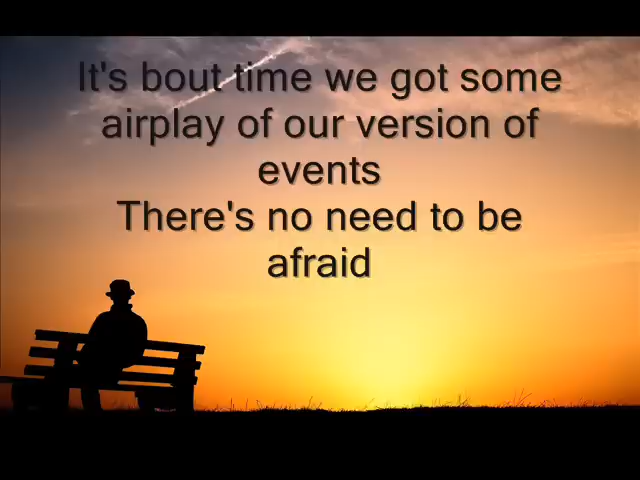 It's bout time we got some
airplay of our version of
events
There's no need to be
afraid